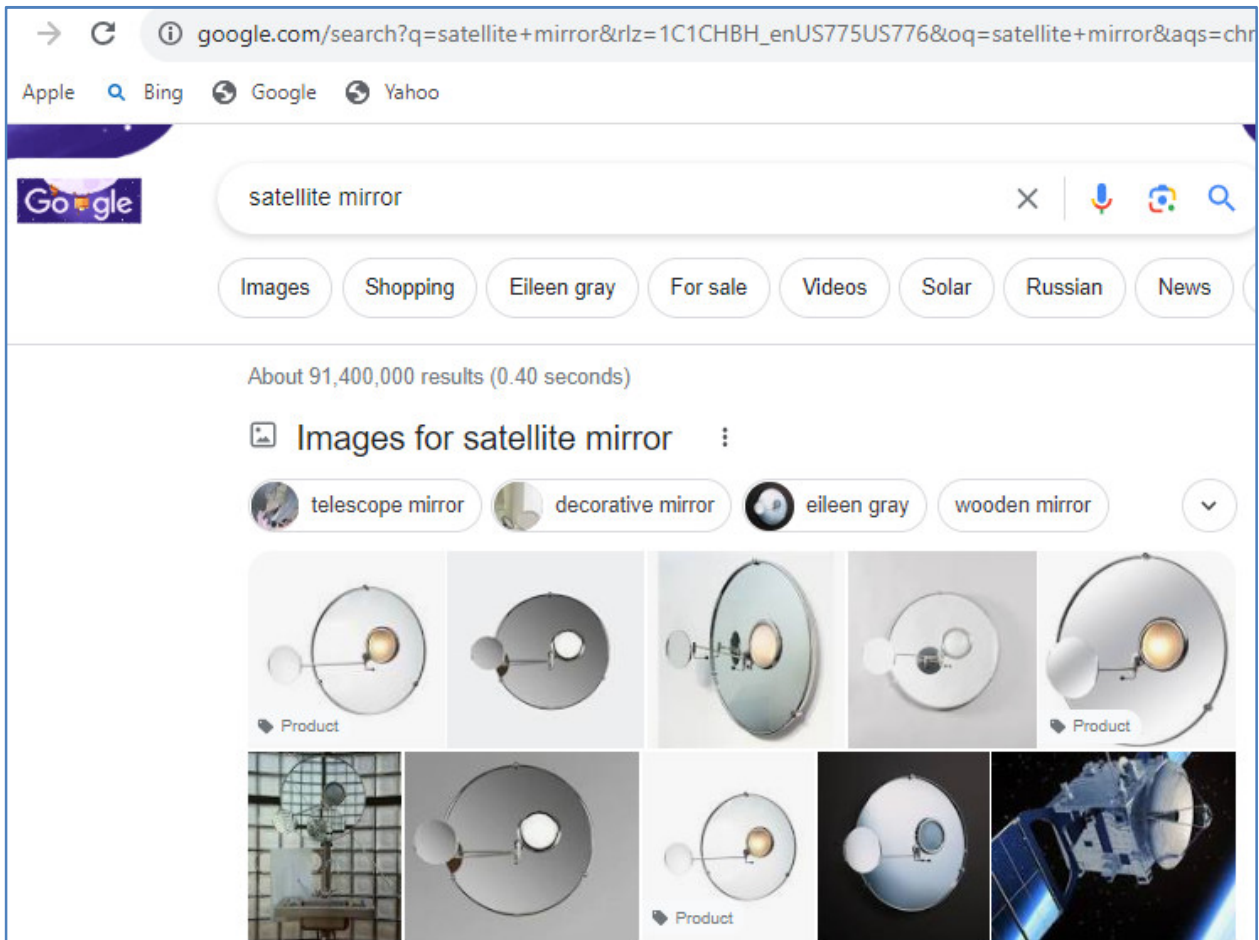 google.com/search?q=satellite+mirror&rlz=1C1CHBH_enUS775US776&oq=satellite+mirror&aqs=chr
Apple Bing Google Yahoo
Google
satellite mirror
Images Shopping Eileen gray For sale Videos Solar Russian News
About 91,400,000 results (0.40 seconds)
Images for satellite mirror
telescope mirror decorative mirror eileen gray wooden mirror
Product Product
Product